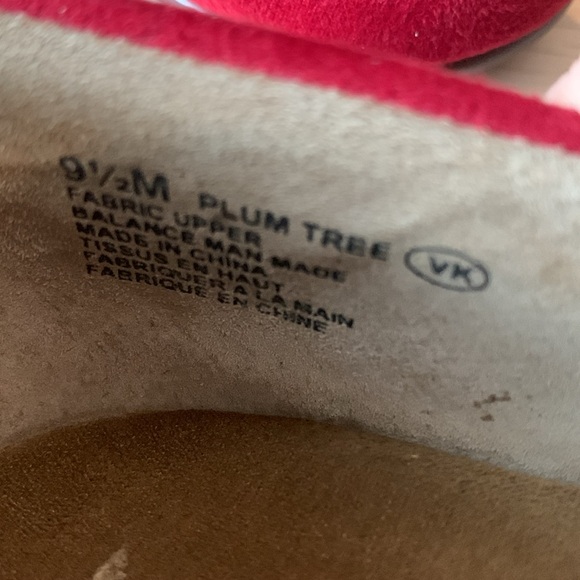 9½M PLUM TREE VK
FABRIC UPPER
BALANCE MAN MADE
MADE IN CHINA
TISSUS EN HAUT
FABRIQUER A LA MAIN
FABRIQUE EN CHINE